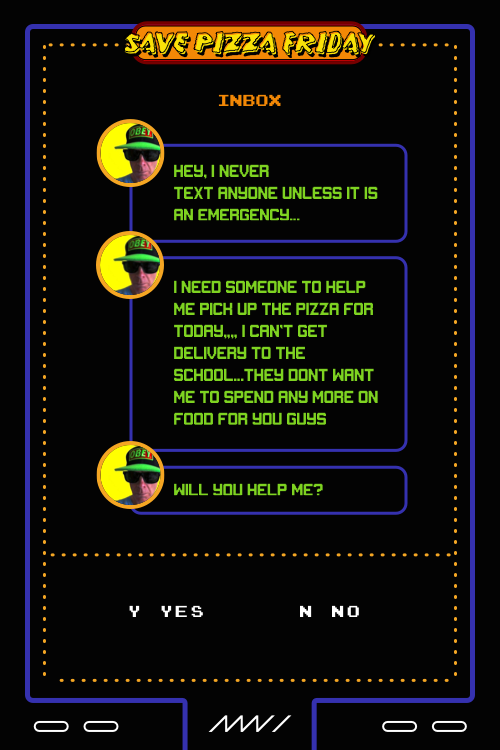 SAVE PIZZA FRIDAY
INBOX
HEY, I NEVER
TEXT ANYONE UNLESS IT IS
AN EMERGENCY...
I NEED SOMEONE TO HELP
ME PICK UP THE PIZZA FOR
TODAY,,,, I CAN'T GET
DELIVERY TO THE
SCHOOL...THEY DONT WANT
ME TO SPEND ANY MORE ON
FOOD FOR YOU GUYS
WILL YOU HELP ME?
Y YES
N NO